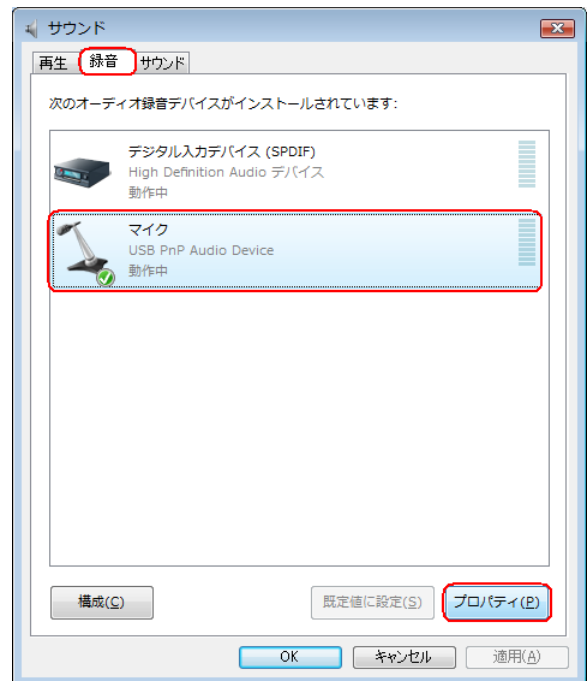 サウンド
再生 録音 サウンド
次のオーディオ録音デバイスがインストールされています:
デジタル入力デバイス (SPDIF)
High Definition Audio デバイス
動作中
マイク
USB PnP Audio Device
動作中
構成(C) 既定値に設定(S) プロパティ(P)
OK キャンセル 適用(A)